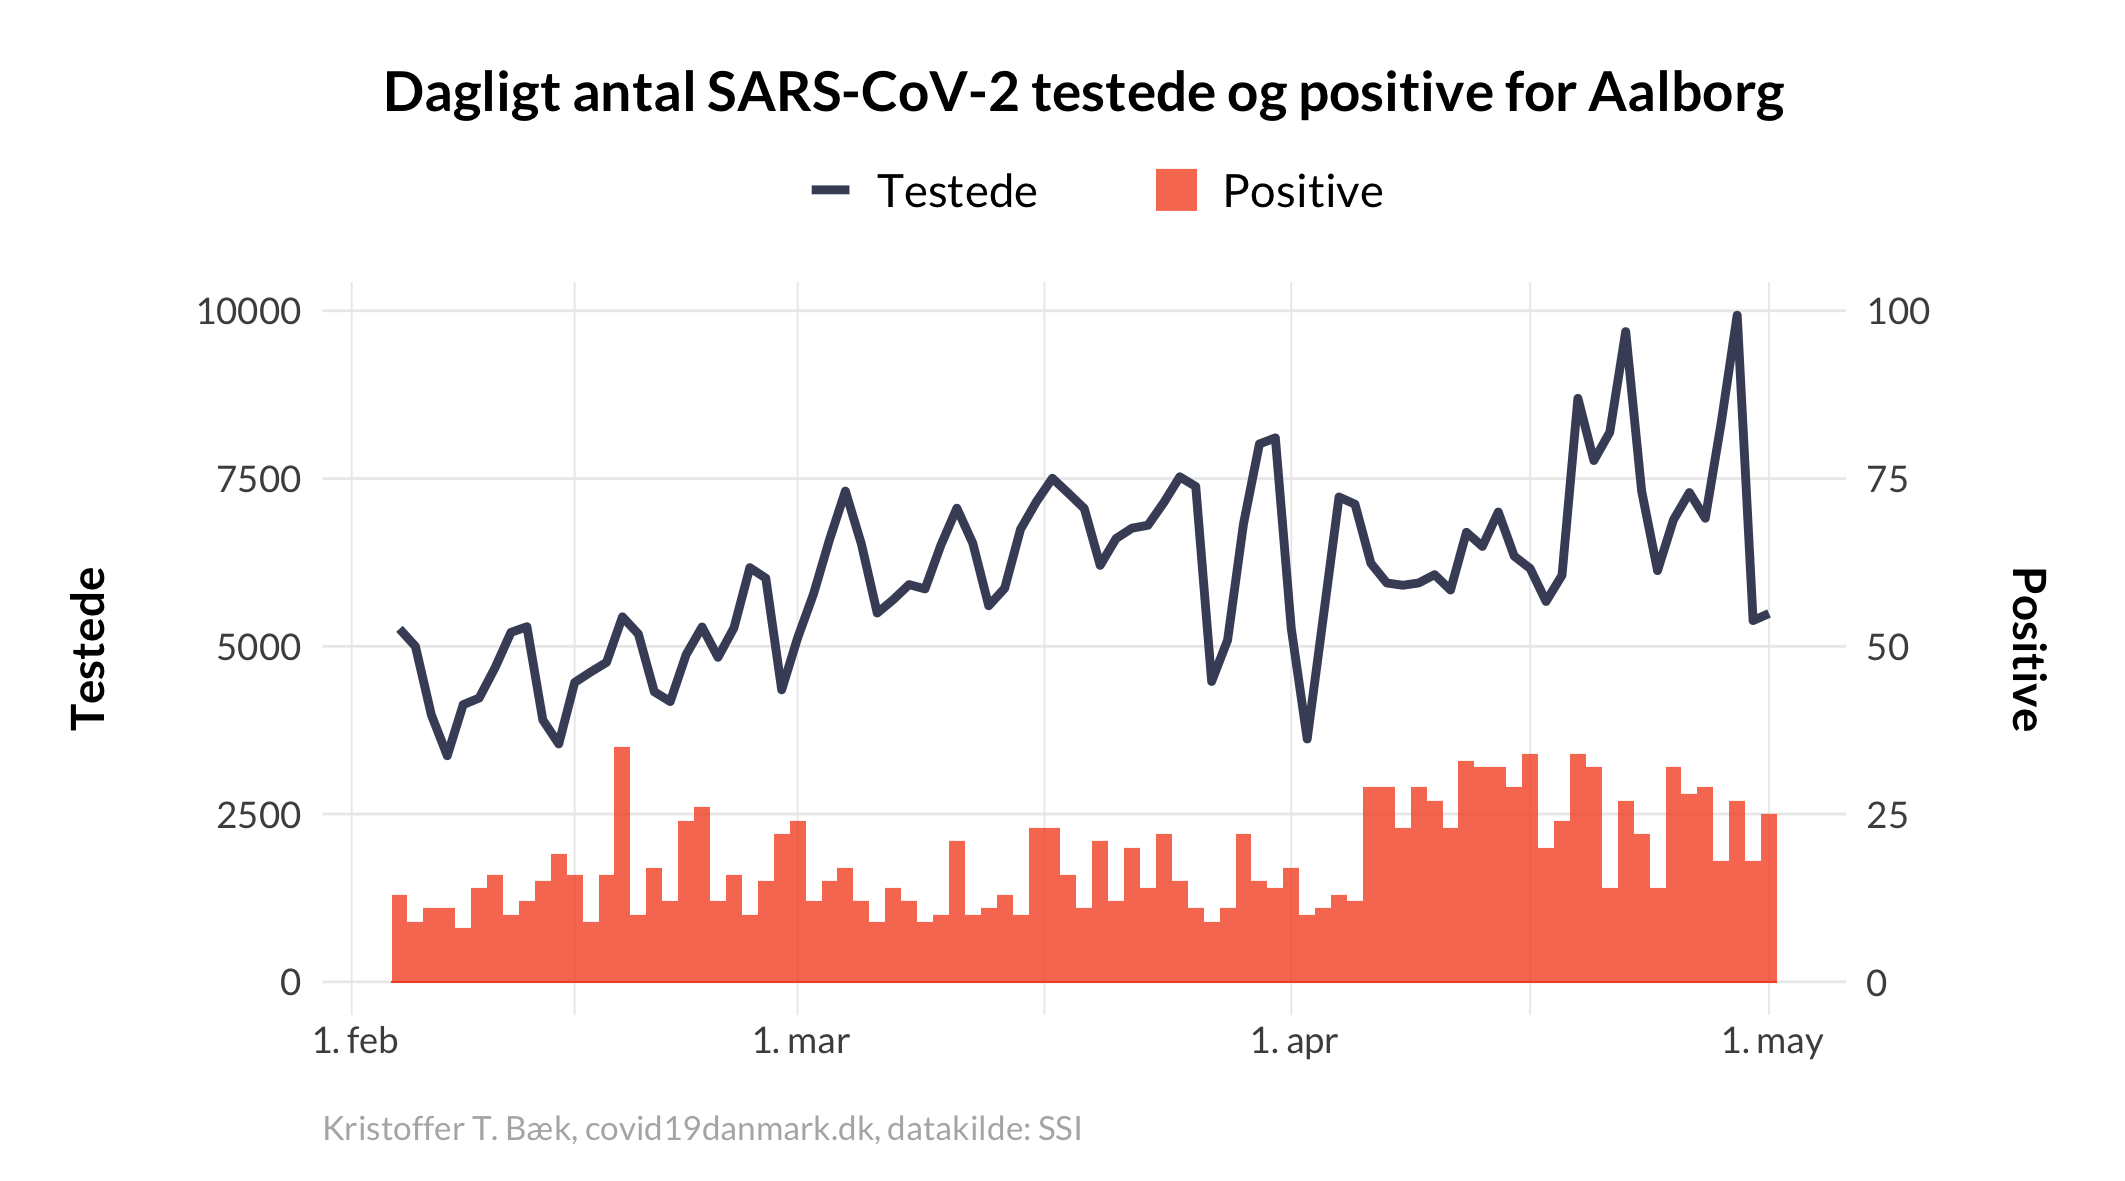 Dagligt antal SARS-CoV-2 testede og positive for Aalborg
Testede
Positive
10000
7500
5000
2500
0
100
75
50
25
0
Testede
Positive
1. feb
1. mar
1. apr
1. may
Kristoffer T. Bæk, covid19danmark.dk, datakilde: SSI